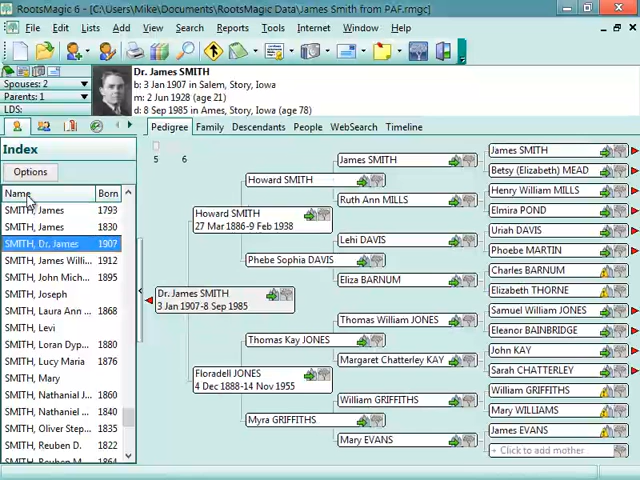 RootsMagic 6 - [C:\Users\Mike\Documents\RootsMagic Data\James Smith from PAF.rmgc]
File Edit Lists Add View Search Reports Tools Internet Window Help
Spouses: 2
Parents: 1
LDS:
Dr. James SMITH
b: 3 Jan 1907 in Salem, Story, Iowa
m: 2 Jun 1928 (age 21)
d: 8 Sep 1985 in Ames, Story, Iowa (age 78)
Pedigree Family Descendants People WebSearch Timeline
Index
Options
Name Born
SMITH, James 1793
SMITH, James 1830
SMITH, Dr. James 1907
SMITH, James Willi... 1912
SMITH, John Mich... 1895
SMITH, Joseph
SMITH, Laura Ann ... 1868
SMITH, Levi
SMITH, Loran Dyp... 1880
SMITH, Lucy Maria 1876
SMITH, Mary
SMITH, Nathanial J... 1860
SMITH, Nathaniel ... 1840
SMITH, Oliver Step... 1835
SMITH, Reuben D. 1822
SMITH, Reuben M. 1864
5 6
Dr. James SMITH
3 Jan 1907-8 Sep 1985
Howard SMITH
27 Mar 1886-9 Feb 1938
Floradell JONES
4 Dec 1888-14 Nov 1955
Howard SMITH
Phebe Sophia DAVIS
Thomas Kay JONES
Myra GRIFFITHS
James SMITH
Ruth Ann MILLS
Lehi DAVIS
Eliza BARNUM
Thomas William JONES
Margaret Chatterley KAY
William GRIFFITHS
Mary EVANS
James SMITH
Betsy (Elizabeth) MEAD
Henry William MILLS
Elmira POND
Uriah DAVIS
Phoebe MARTIN
Charles BARNUM
Elizabeth THORNE
Samuel William JONES
Eleanor BAINBRIDGE
John KAY
Sarah CHATTERLEY
William GRIFFITHS
Mary WILLIAMS
James EVANS
+ Click to add mother